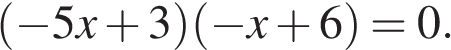 (−5x + 3)(−x + 6) = 0.